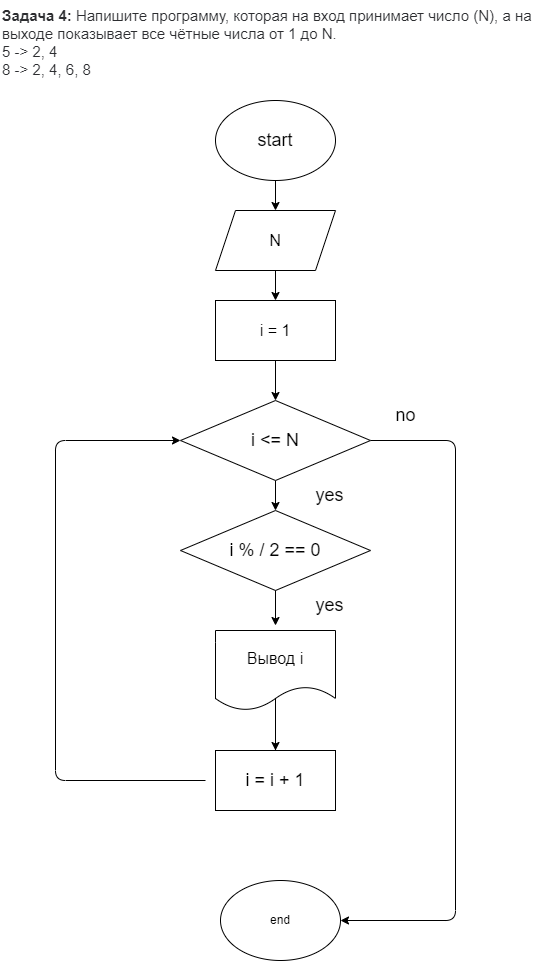 Задача 4: Напишите программу, которая на вход принимает число (N), а на
выходе показывает все чётные числа от 1 до N.
5 -> 2, 4
8 -> 2, 4, 6, 8
start
N
i = 1
no
i <= N
yes
i % / 2 == 0
yes
Вывод i
i = i + 1
end